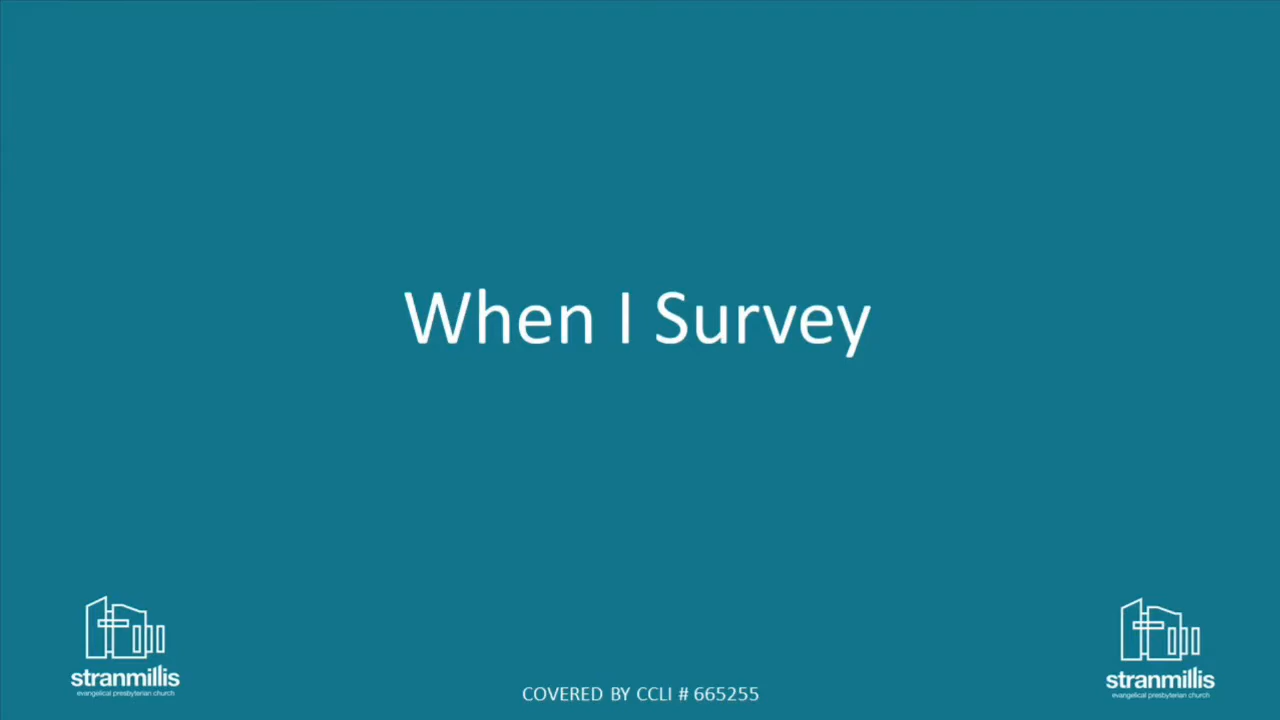 When I Survey
stranmillis
evangelical presbyterian church
COVERED BY CCLI # 665255
stranmillis
evangelical presbyterian church